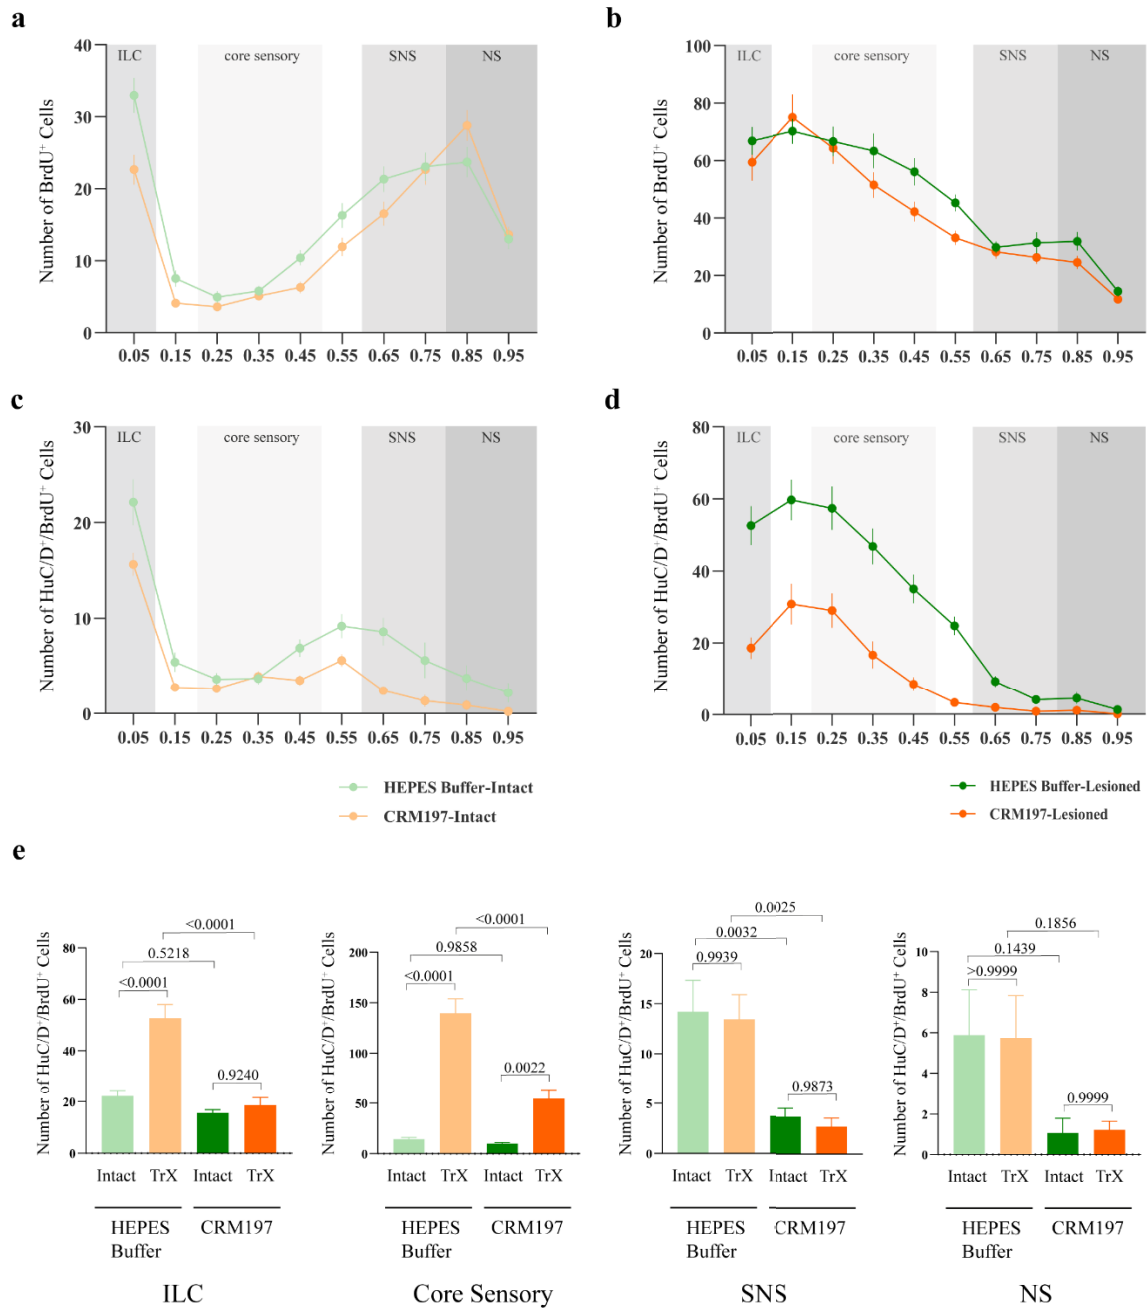 a
b
40
30
20
10
0
Number of BrdU⁺ Cells
ILC
core sensory
SNS
NS
0.05 0.15 0.25 0.35 0.45 0.55 0.65 0.75 0.85 0.95
100
80
60
40
20
0
Number of BrdU⁺ Cells
ILC
core sensory
SNS
NS
0.05 0.15 0.25 0.35 0.45 0.55 0.65 0.75 0.85 0.95
c
d
30
20
10
0
Number of HuC/D⁺/BrdU⁺ Cells
ILC
core sensory
SNS
NS
0.05 0.15 0.25 0.35 0.45 0.55 0.65 0.75 0.85 0.95
80
60
40
20
0
Number of HuC/D⁺/BrdU⁺ Cells
ILC
core sensory
SNS
NS
0.05 0.15 0.25 0.35 0.45 0.55 0.65 0.75 0.85 0.95
HEPES Buffer-Intact
CRM197-Intact
HEPES Buffer-Lesioned
CRM197-Lesioned
e
Number of HuC/D⁺/BrdU⁺ Cells
80
60
40
20
0
<0.0001
0.5218
<0.0001
0.9240
Intact TrX Intact TrX
HEPES
Buffer
CRM197
ILC
Number of HuC/D⁺/BrdU⁺ Cells
200
150
100
50
0
<0.0001
0.9858
<0.0001
0.0022
Intact TrX Intact TrX
HEPES
Buffer
CRM197
Core Sensory
Number of HuC/D⁺/BrdU⁺ Cells
20
15
10
5
0
0.0025
0.0032
0.9939
0.9873
Intact TrX Intact TrX
HEPES
Buffer
CRM197
SNS
Number of HuC/D⁺/BrdU⁺ Cells
10
8
6
4
2
0
0.1856
0.1439
>0.9999
0.9999
Intact TrX Intact TrX
HEPES
Buffer
CRM197
NS